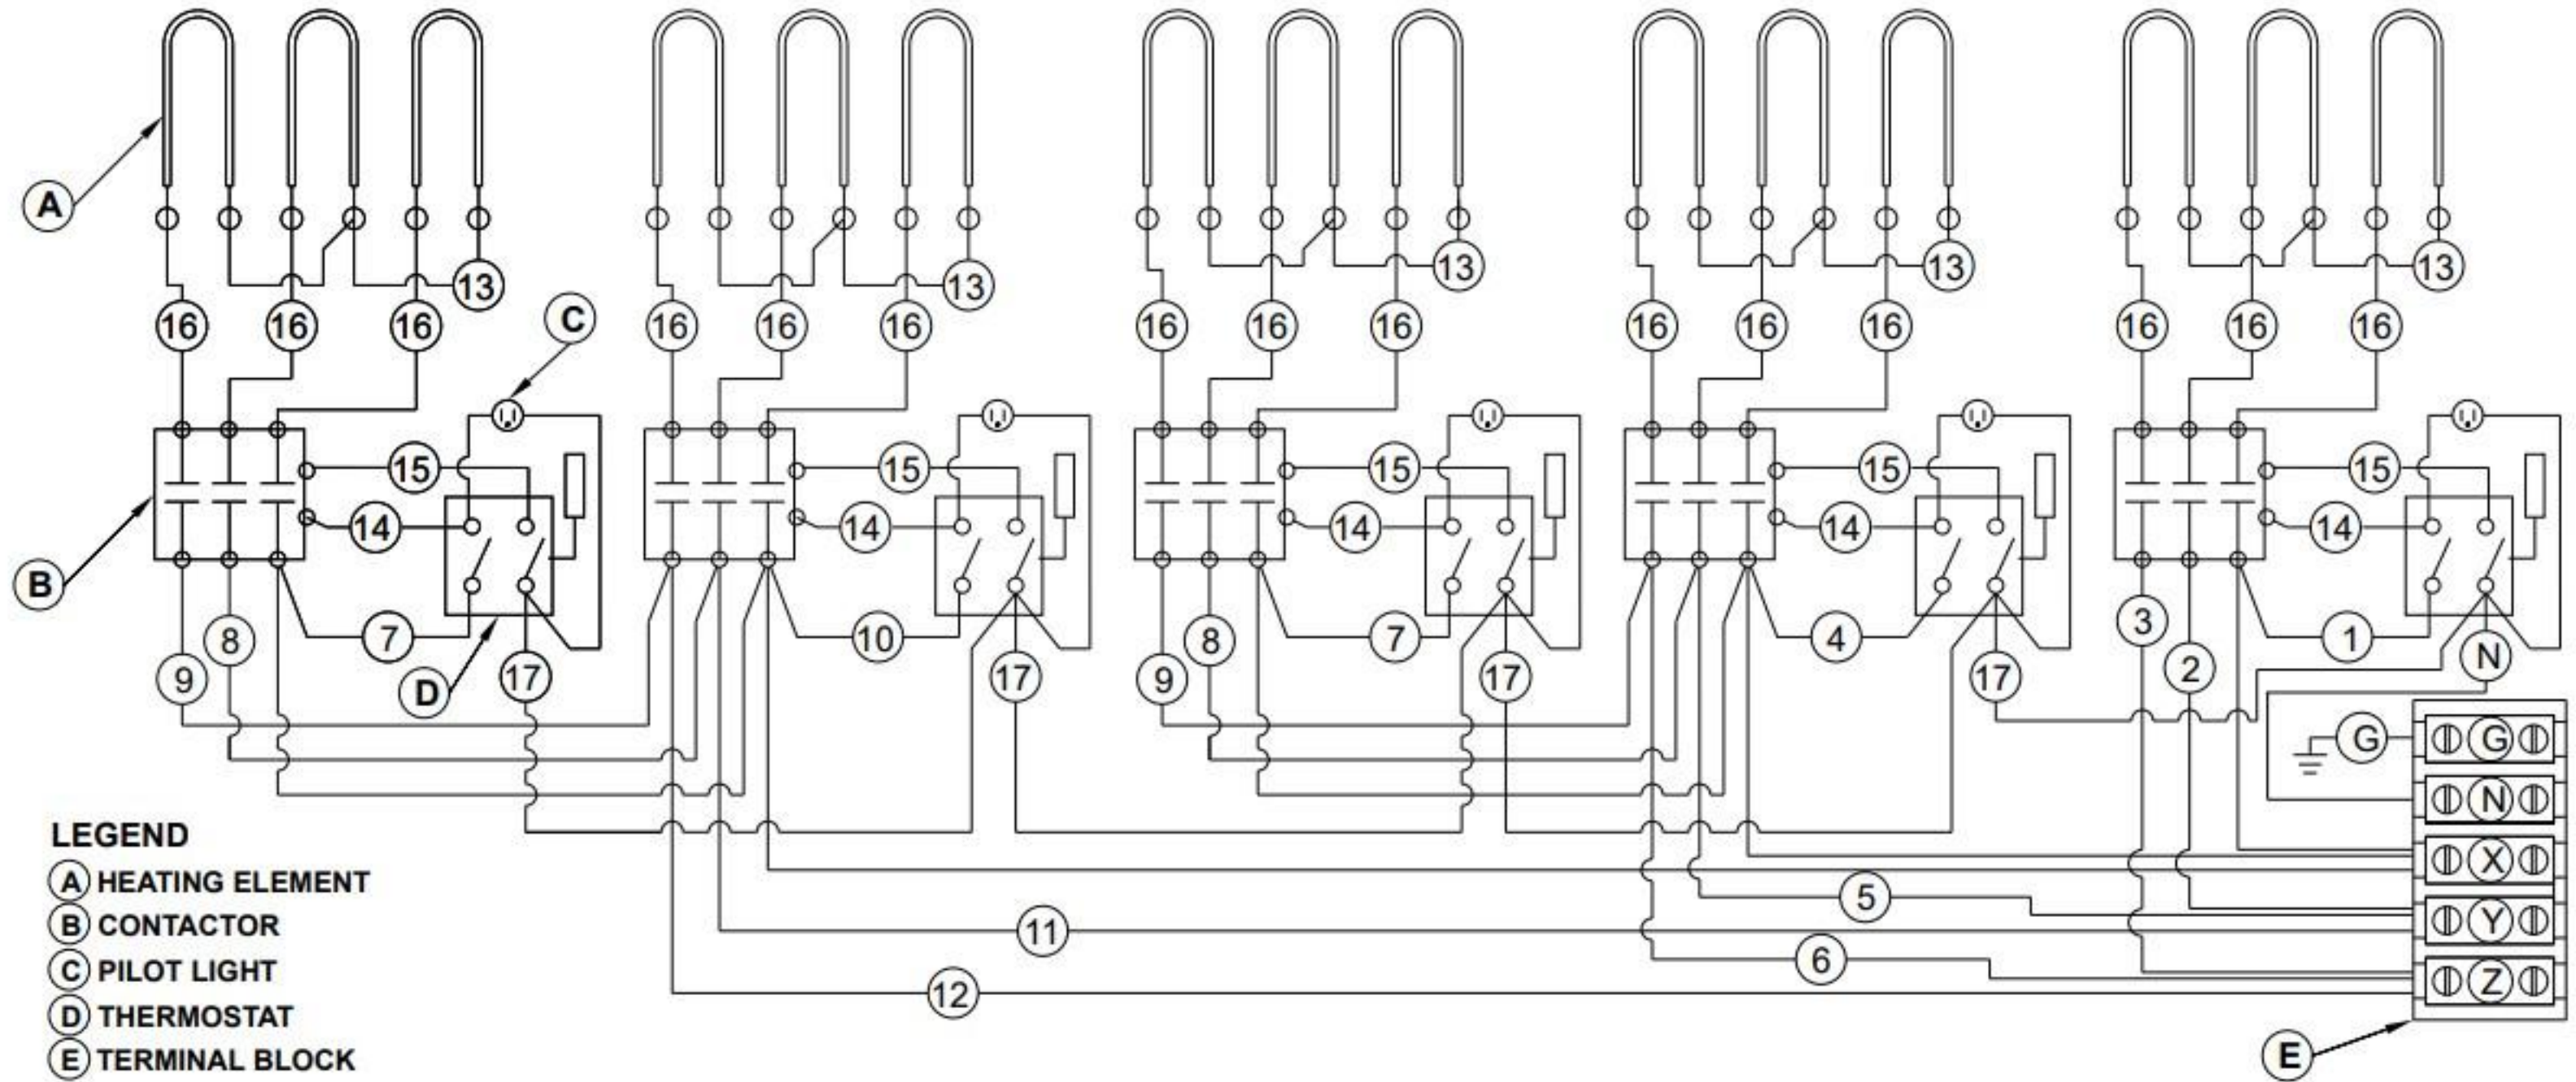 A
13 13 13 13 13
16 16 16 C 16 16 16 16 16 16 16 16 16 16 16 16
15 15 15 15 15
14 14 14 14 14
B
8 7 10 8 7 4 3 1 N
9 D 17 17 9 17 17 2
G G
N
LEGEND
A HEATING ELEMENT
B CONTACTOR
C PILOT LIGHT
D THERMOSTAT
E TERMINAL BLOCK
X
5
11 Y
6
12 Z
E